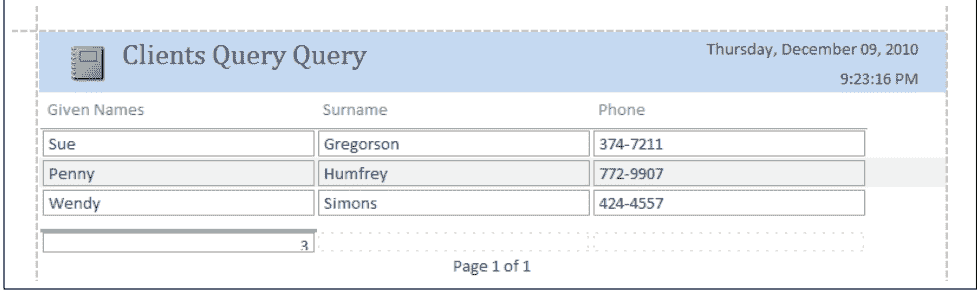 Clients Query Query
Thursday, December 09, 2010
9:23:16 PM
Given Names Surname Phone
Sue Gregorson 374-7211
Penny Humfrey 772-9907
Wendy Simons 424-4557
3
Page 1 of 1